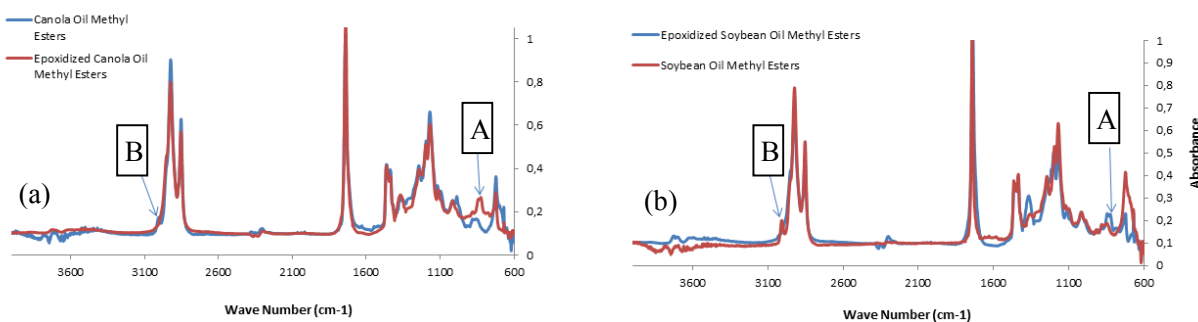 Canola Oil Methyl
Esters
Epoxidized Canola Oil
Methyl Esters
B
A
(a)
1
0,8
0,6
0,4
0,2
0
3600
3100
2600
2100
1600
1100
600
Wave Number (cm-1)
Epoxidized Soybean Oil Methyl Esters
Soybean Oil Methyl Esters
B
A
(b)
1
0,9
0,8
0,7
0,6
0,5
0,4
0,3
0,2
0,1
0
Absorbance
3600
3100
2600
2100
1600
1100
600
Wave Number (cm-1)